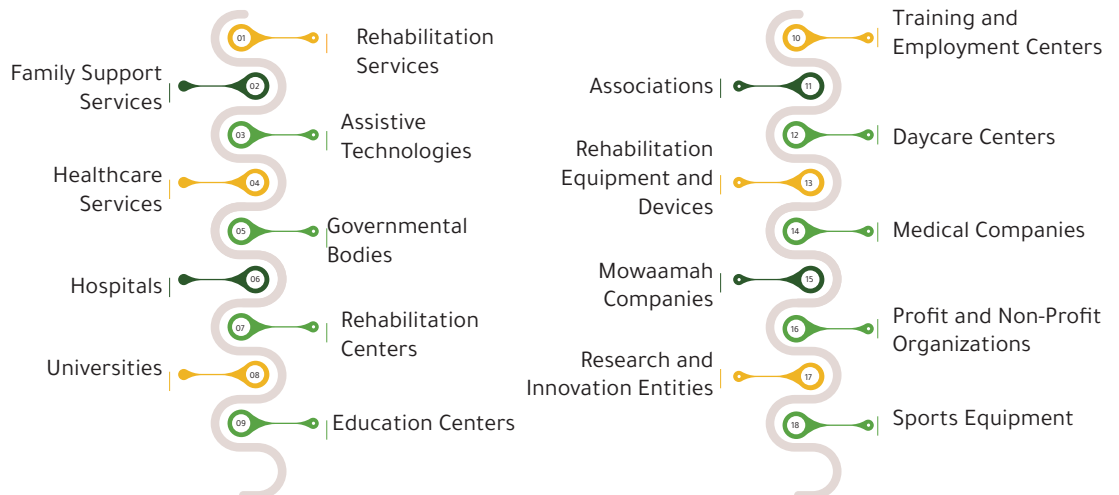 01
Rehabilitation
Services
Family Support
Services
02
03
Assistive
Technologies
Healthcare
Services
04
05
Governmental
Bodies
Hospitals
06
07
Rehabilitation
Centers
Universities
08
09
Education Centers
10
Training and
Employment Centers
Associations
11
12
Daycare Centers
Rehabilitation
Equipment and
Devices
13
14
Medical Companies
Mowaamah
Companies
15
16
Profit and Non-Profit
Organizations
Research and
Innovation Entities
17
18
Sports Equipment